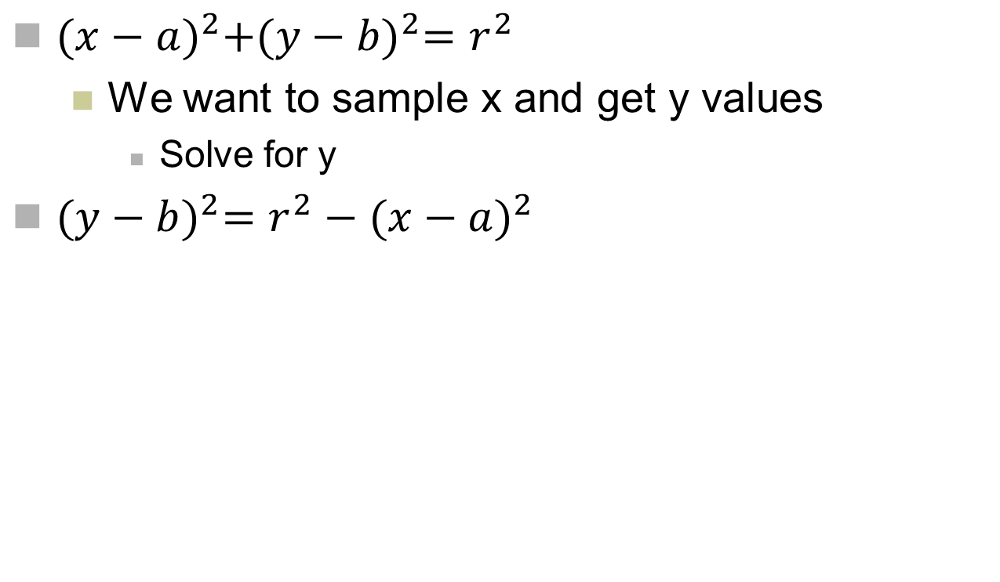 (x − a)²+(y − b)²= r²
We want to sample x and get y values
Solve for y
(y − b)²= r² − (x − a)²